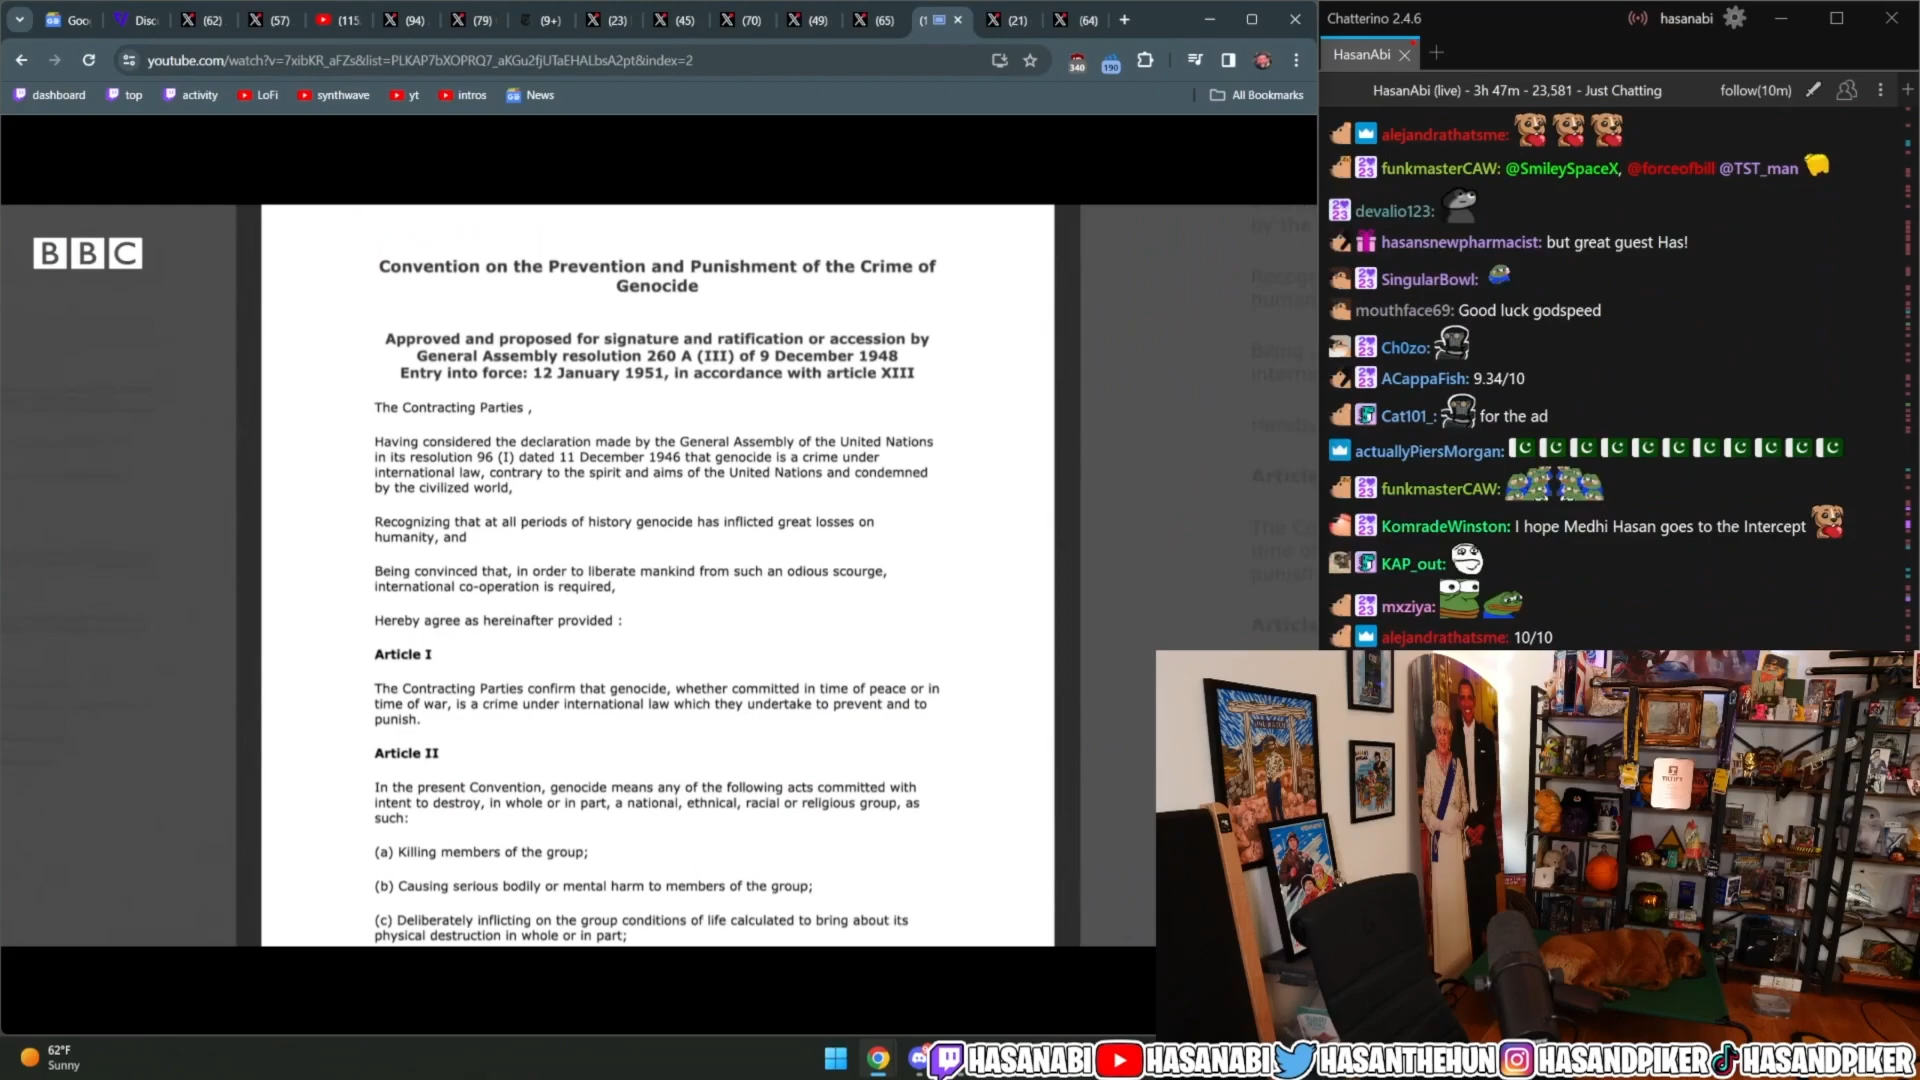 Goo
Disc
(62)
(57)
(115
(94)
(79)
(9+)
(23)
(45)
(70)
(49)
(65)
(1
(21)
(64)
youtube.com/watch?v=7xibKR_aFZs&list=PLKAP7bXOPRQ7_aKGu2fjUTaEHALbsA2pt&index=2
340
190
dashboard
top
activity
LoFi
synthwave
yt
intros
News
All Bookmarks
BBC
Convention on the Prevention and Punishment of the Crime of
Genocide
Approved and proposed for signature and ratification or accession by
General Assembly resolution 260 A (III) of 9 December 1948
Entry into force: 12 January 1951, in accordance with article XIII
The Contracting Parties ,
Having considered the declaration made by the General Assembly of the United Nations
in its resolution 96 (I) dated 11 December 1946 that genocide is a crime under
international law, contrary to the spirit and aims of the United Nations and condemned
by the civilized world,
Recognizing that at all periods of history genocide has inflicted great losses on
humanity, and
Being convinced that, in order to liberate mankind from such an odious scourge,
international co-operation is required,
Hereby agree as hereinafter provided :
Article I
The Contracting Parties confirm that genocide, whether committed in time of peace or in
time of war, is a crime under international law which they undertake to prevent and to
punish.
Article II
In the present Convention, genocide means any of the following acts committed with
intent to destroy, in whole or in part, a national, ethnical, racial or religious group, as
such:
(a) Killing members of the group;
(b) Causing serious bodily or mental harm to members of the group;
(c) Deliberately inflicting on the group conditions of life calculated to bring about its
physical destruction in whole or in part;
Chatterino 2.4.6
hasanabi
HasanAbi
HasanAbi (live) - 3h 47m - 23,581 - Just Chatting
follow(10m)
alejandrathatsme:
funkmasterCAW: @SmileySpaceX, @forceofbill @TST_man
devalio123:
hasansnewpharmacist: but great guest Has!
SingularBowl:
mouthface69: Good luck godspeed
Ch0zo:
ACappaFish: 9.34/10
Cat101_: for the ad
actuallyPiersMorgan:
funkmasterCAW:
KomradeWinston: I hope Medhi Hasan goes to the Intercept
KAP_out:
mxziya:
alejandrathatsme: 10/10
62°F
Sunny
HASANABI
HASANABI
HASANTHEHUN
HASANDPIKER
HASANDPIKER